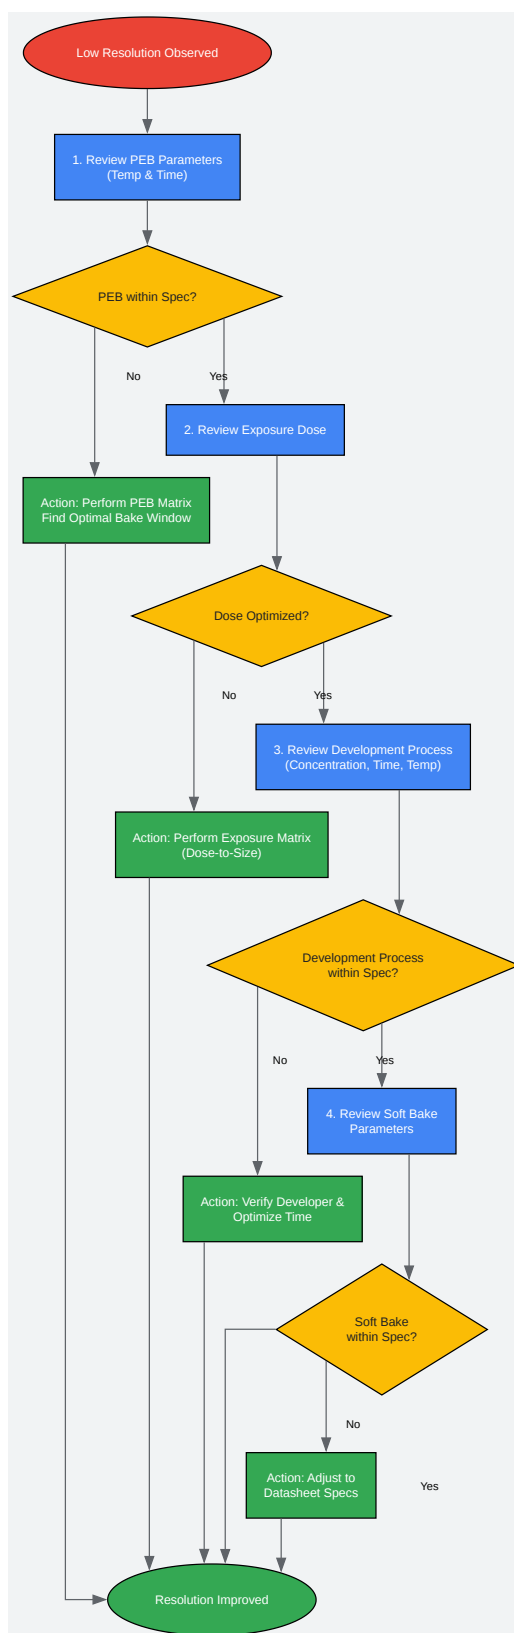 Low Resolution Observed
1. Review PEB Parameters
(Temp & Time)
PEB within Spec?
No
Yes
2. Review Exposure Dose
Action: Perform PEB Matrix
Find Optimal Bake Window
Dose Optimized?
No
Yes
3. Review Development Process
(Concentration, Time, Temp)
Action: Perform Exposure Matrix
(Dose-to-Size)
Development Process
within Spec?
No
Yes
4. Review Soft Bake
Parameters
Action: Verify Developer &
Optimize Time
Soft Bake
within Spec?
No
Action: Adjust to
Datasheet Specs
Yes
Resolution Improved